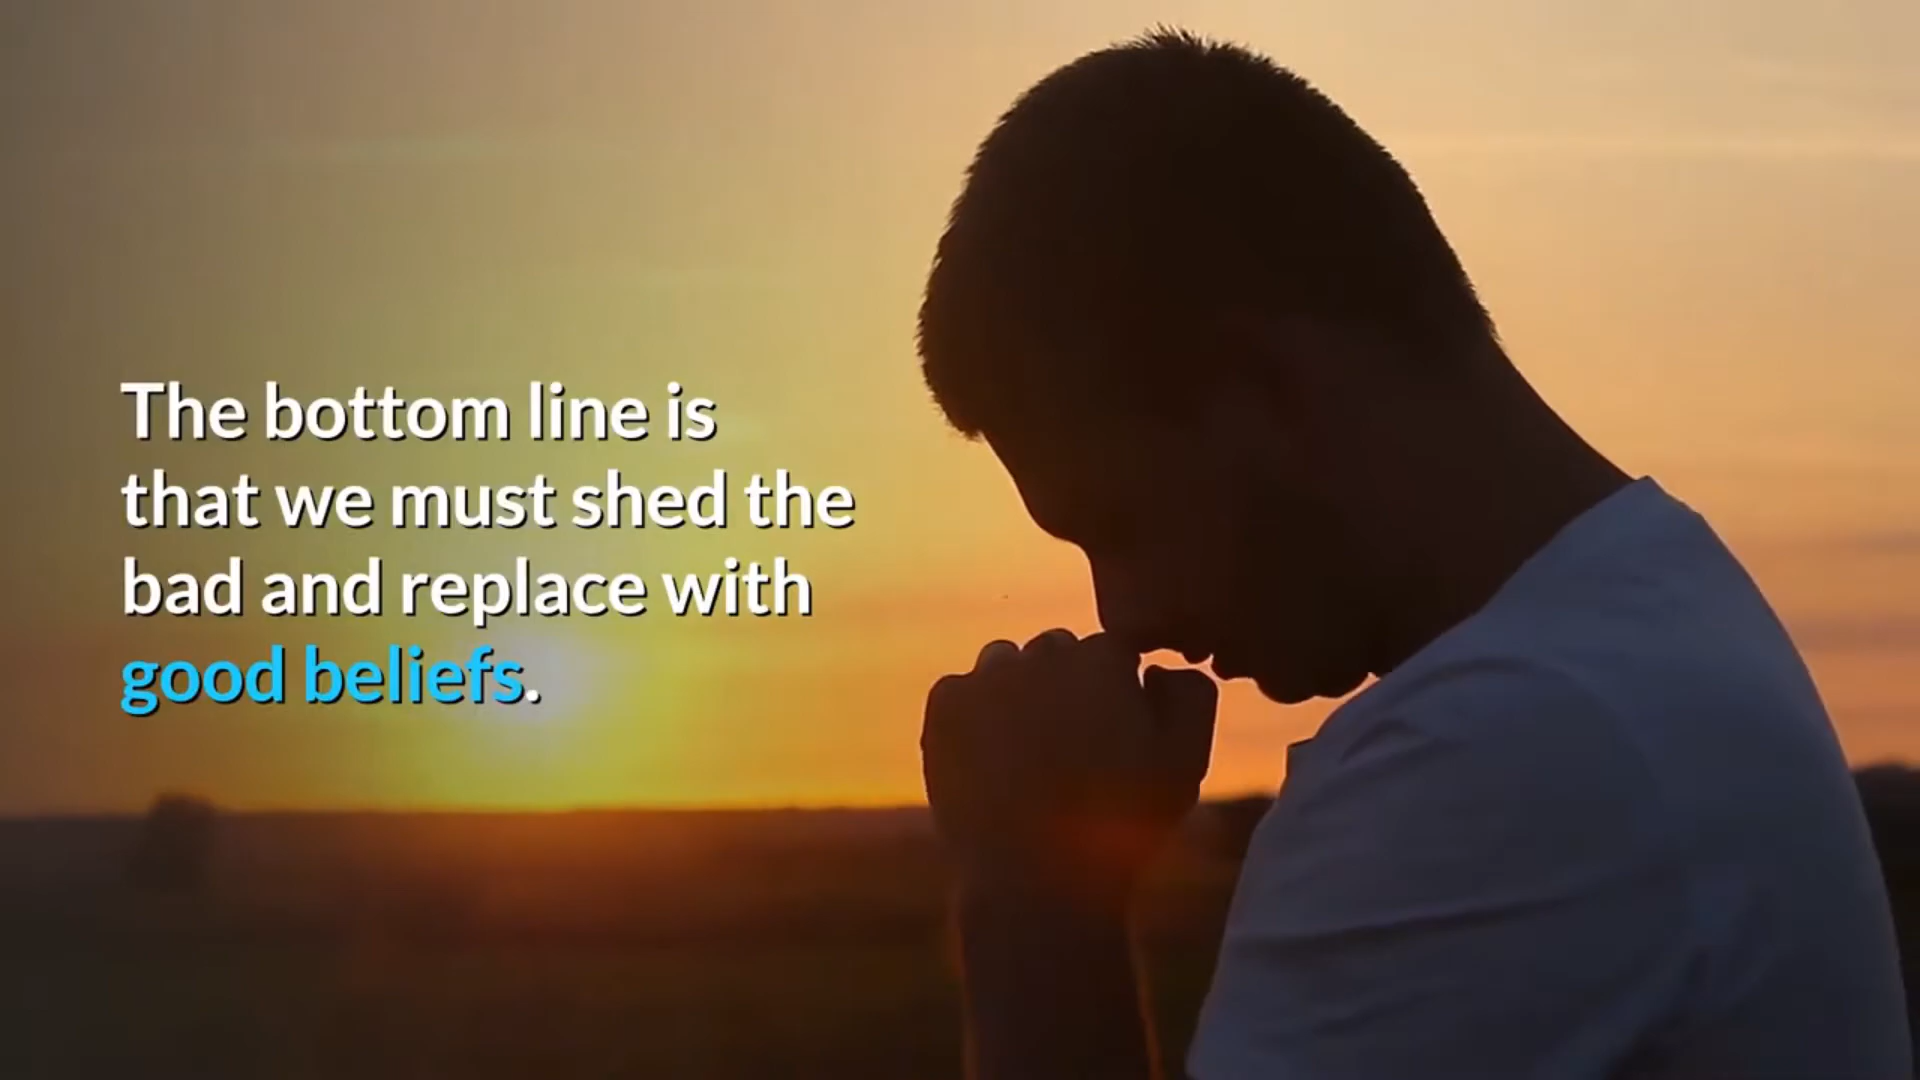 The bottom line is
that we must shed the
bad and replace with
good beliefs.